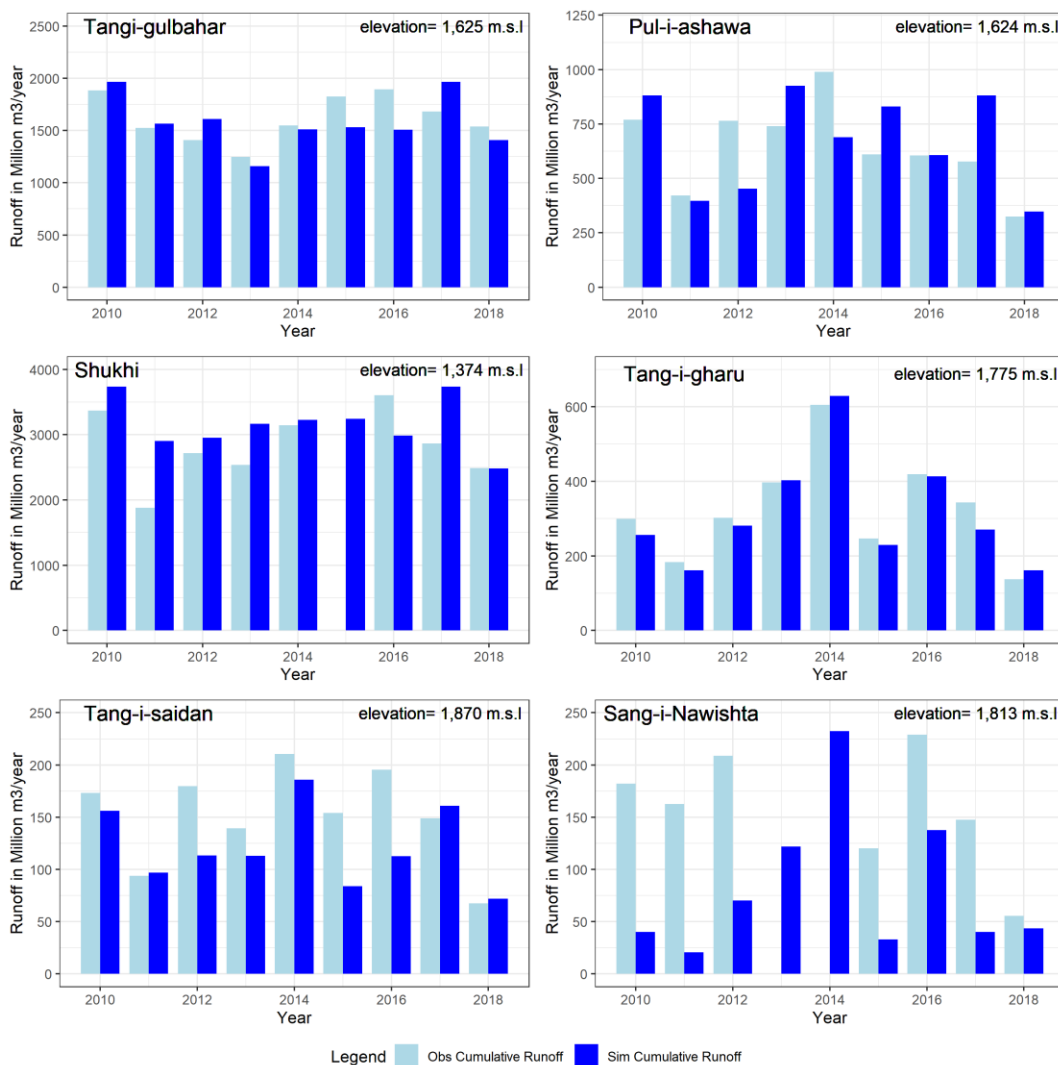 Tangi-gulbahar
elevation= 1,625 m.s.l
Runoff in Million m3/year
2500
2000
1500
1000
500
0
2010
2012
2014
2016
2018
Year
Pul-i-ashawa
elevation= 1,624 m.s.l
Runoff in Million m3/year
1250
1000
750
500
250
0
2010
2012
2014
2016
2018
Year
Shukhi
elevation= 1,374 m.s.l
Runoff in Million m3/year
4000
3000
2000
1000
0
2010
2012
2014
2016
2018
Year
Tang-i-gharu
elevation= 1,775 m.s.l
Runoff in Million m3/year
600
400
200
0
2010
2012
2014
2016
2018
Year
Tang-i-saidan
elevation= 1,870 m.s.l
Runoff in Million m3/year
250
200
150
100
50
0
2010
2012
2014
2016
2018
Year
Sang-i-Nawishta
elevation= 1,813 m.s.l
Runoff in Million m3/year
250
200
150
100
50
0
2010
2012
2014
2016
2018
Year
Legend Obs Cumulative Runoff Sim Cumulative Runoff